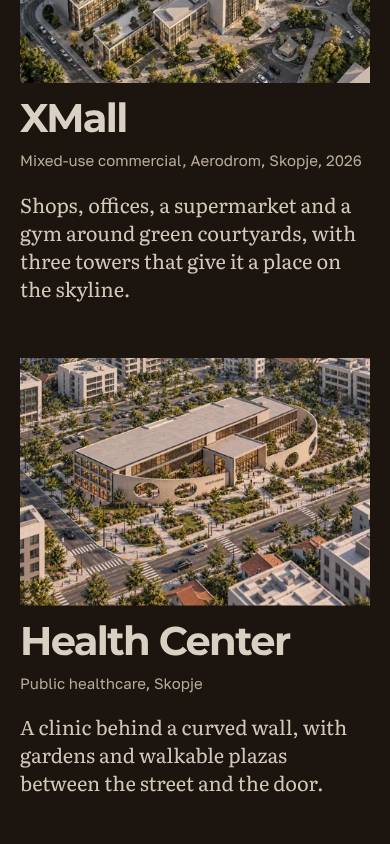 XMall
Mixed-use commercial, Aerodrom, Skopje, 2026
Shops, offices, a supermarket and a
gym around green courtyards, with
three towers that give it a place on
the skyline.
Health Center
Public healthcare, Skopje
A clinic behind a curved wall, with
gardens and walkable plazas
between the street and the door.